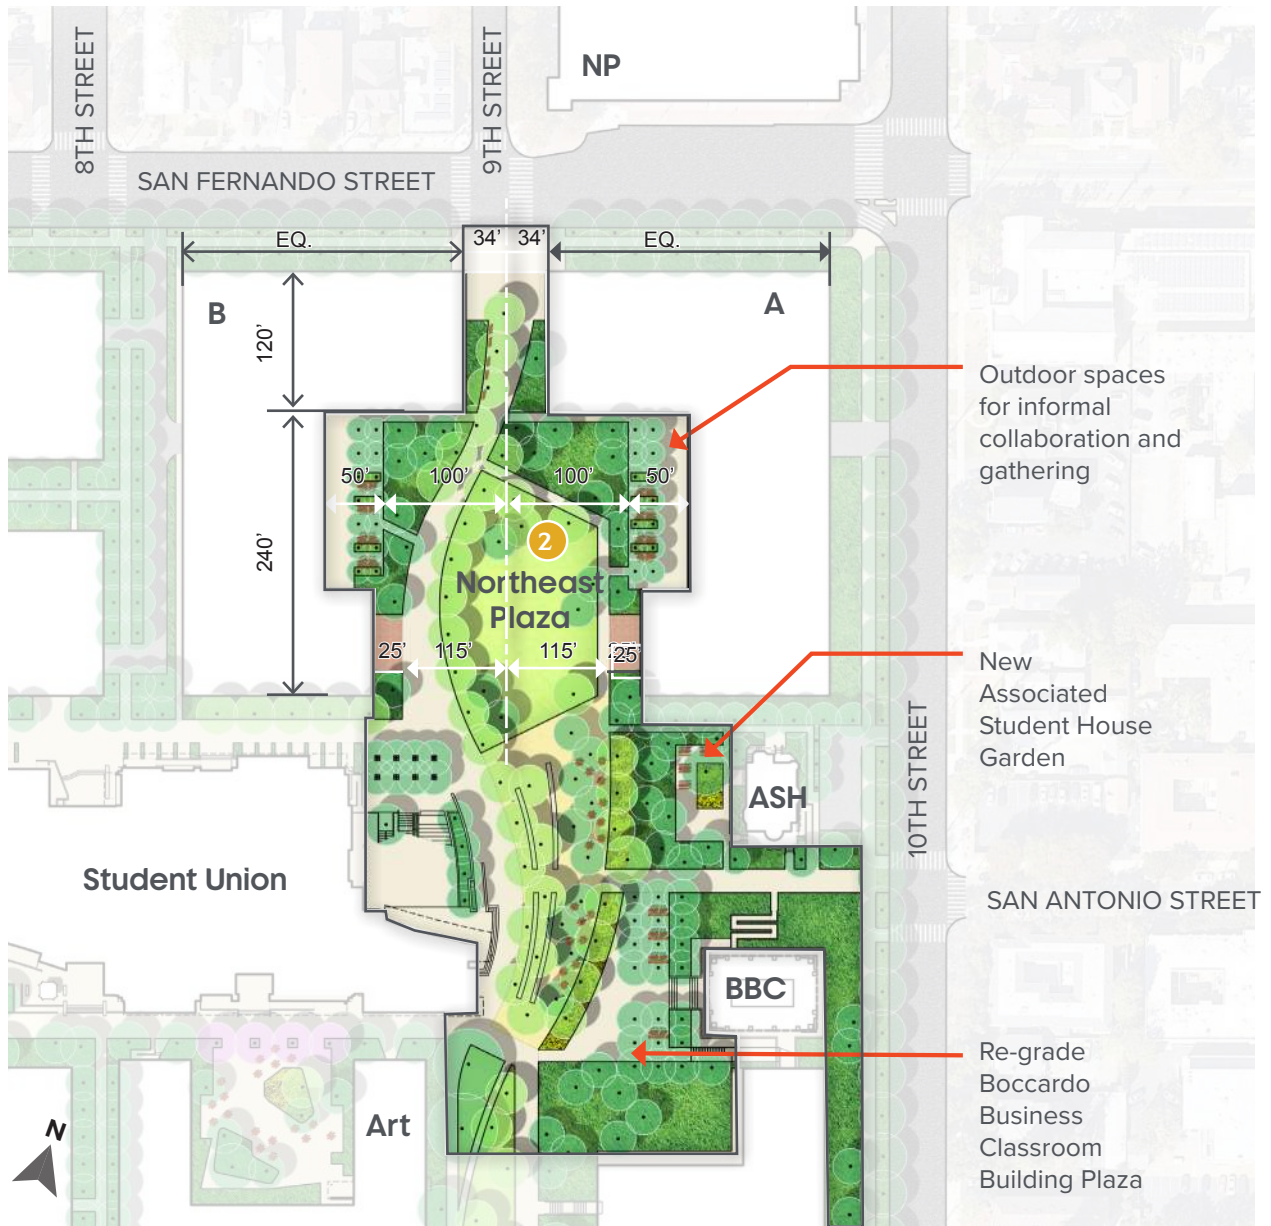 NP
8TH STREET
9TH STREET
SAN FERNANDO STREET
EQ.
34'
34'
EQ.
B
A
120'
Outdoor spaces
for informal
collaboration and
gathering
50'
100'
100'
50'
240'
2
Northeast
Plaza
25'
115'
115'
25'
New
Associated
Student House
Garden
10TH STREET
ASH
Student Union
SAN ANTONIO STREET
BBC
Re-grade
Boccardo
Business
Classroom
Building Plaza
Art
N